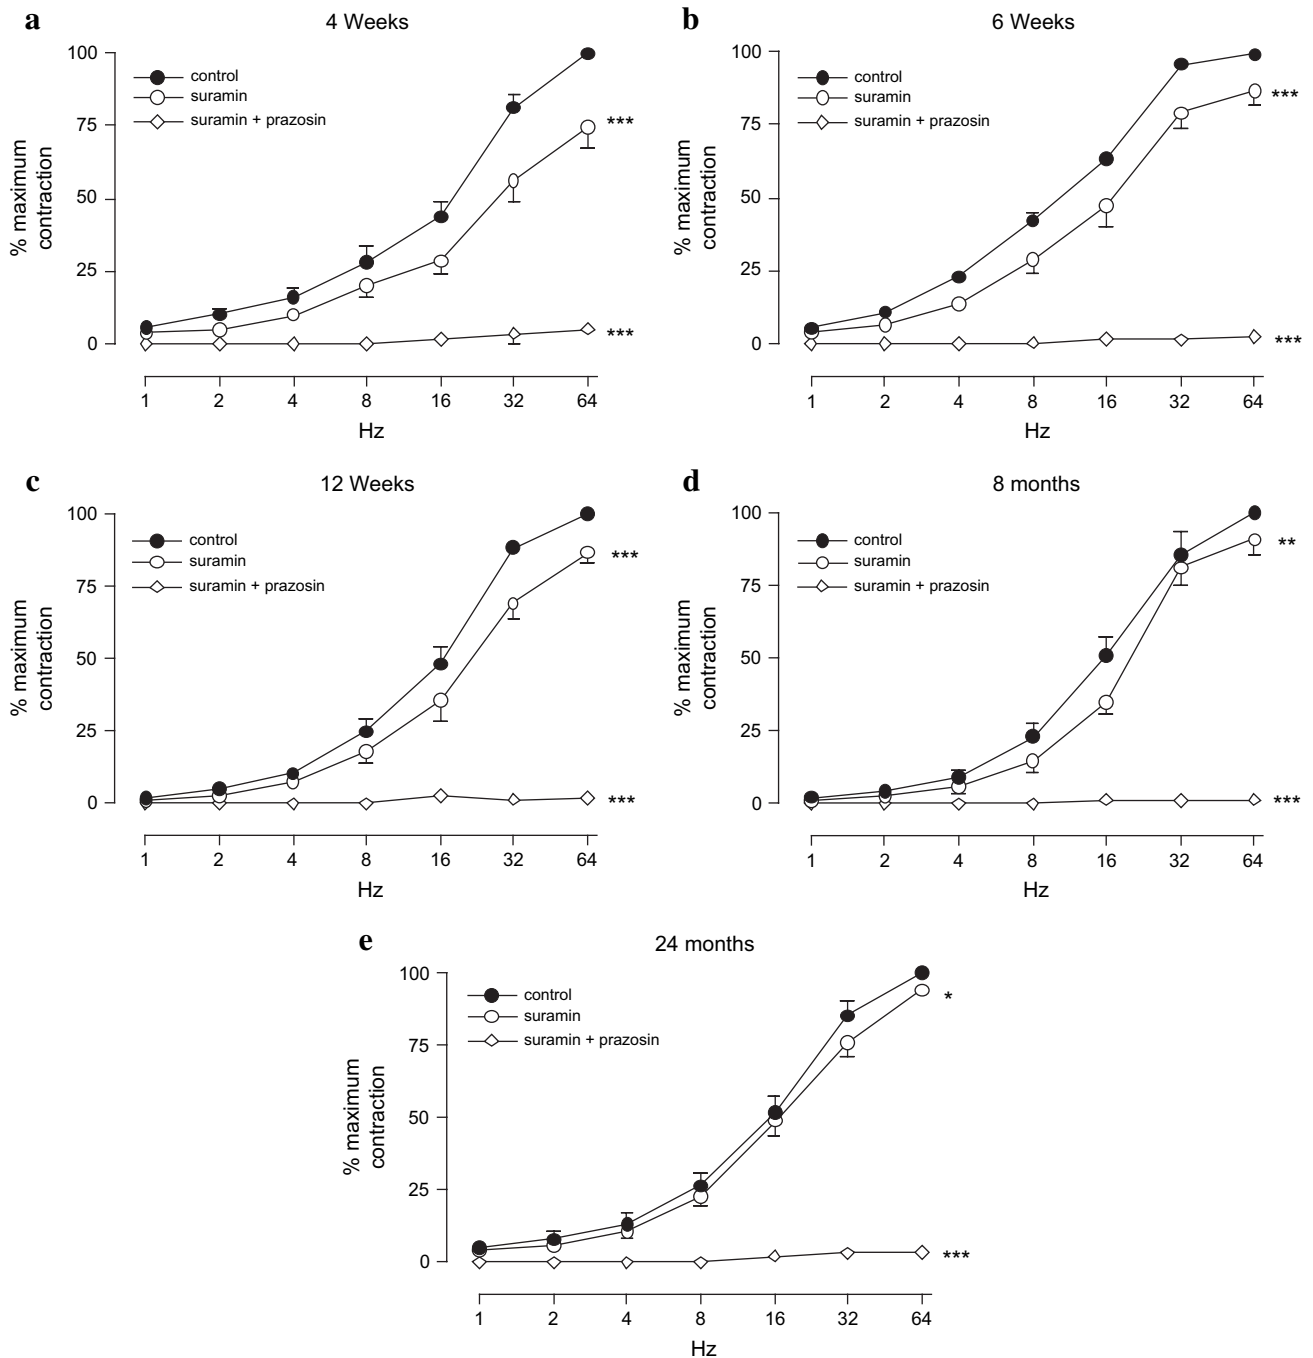 a
4 Weeks
100
75
50
25
0
% maximum
contraction
control
suramin
suramin + prazosin
***
***
1 2 4 8 16 32 64
Hz
b
6 Weeks
100
75
50
25
0
% maximum
contraction
control
suramin
suramin + prazosin
***
***
1 2 4 8 16 32 64
Hz
c
12 Weeks
100
75
50
25
0
% maximum
contraction
control
suramin
suramin + prazosin
***
***
1 2 4 8 16 32 64
Hz
d
8 months
100
75
50
25
0
% maximum
contraction
control
suramin
suramin + prazosin
**
***
1 2 4 8 16 32 64
Hz
e
24 months
100
75
50
25
0
% maximum
contraction
control
suramin
suramin + prazosin
*
***
1 2 4 8 16 32 64
Hz